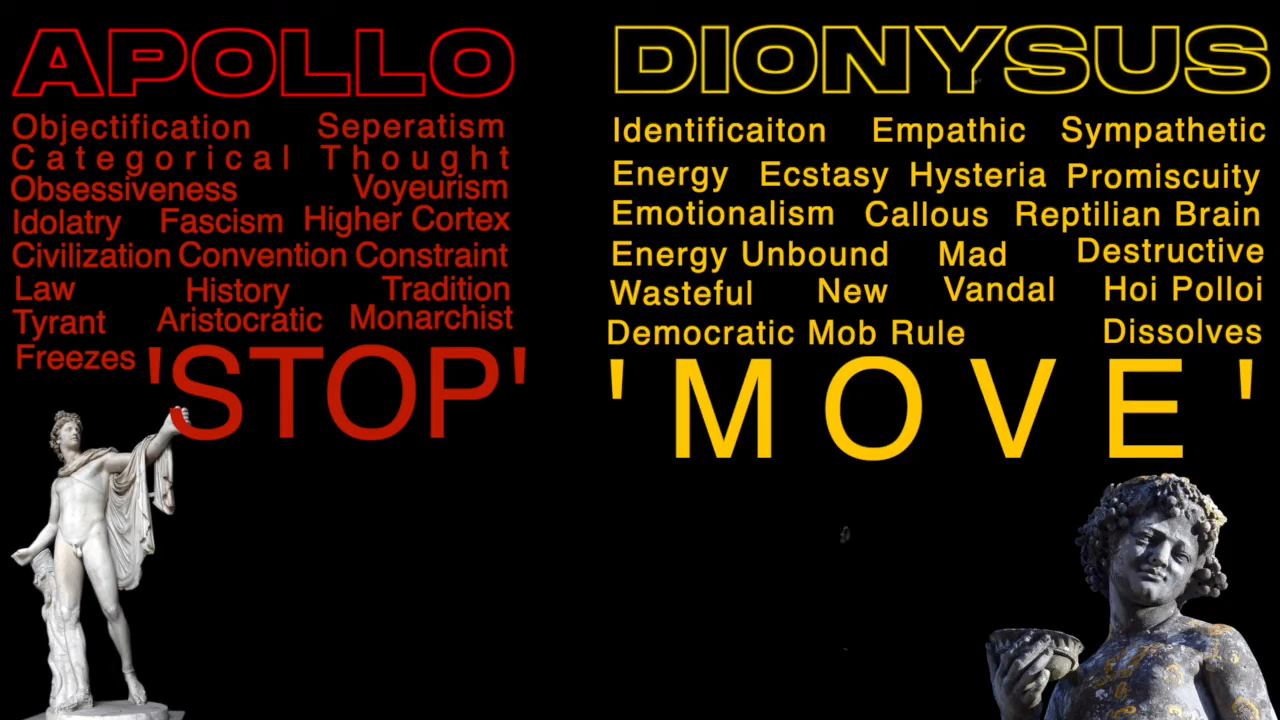 APOLLO
Objectification Seperatism
Categorical Thought
Obsessiveness Voyeurism
Idolatry Fascism Higher Cortex
Civilization Convention Constraint
Law History Tradition
Tyrant Aristocratic Monarchist
Freezes 'STOP'
DIONYSUS
Identificaiton Empathic Sympathetic
Energy Ecstasy Hysteria Promiscuity
Emotionalism Callous Reptilian Brain
Energy Unbound Mad Destructive
Wasteful New Vandal Hoi Polloi
Democratic Mob Rule Dissolves
'MOVE'